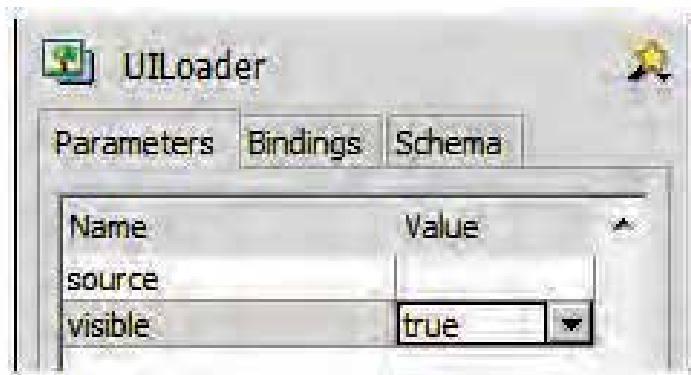 UILoader
Parameters Bindings Schema
Name Value
source
visible true